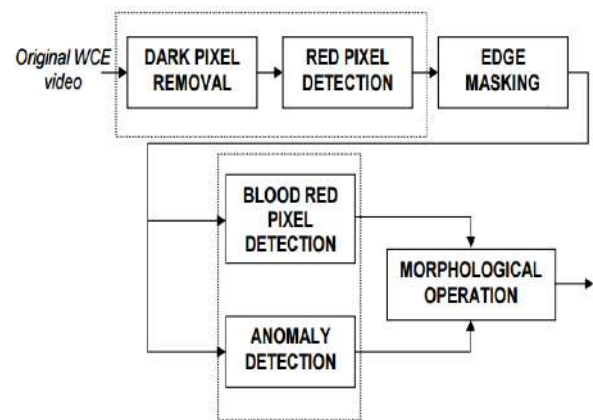 Original WCE
video
DARK PIXEL
REMOVAL
RED PIXEL
DETECTION
EDGE
MASKING
BLOOD RED
PIXEL
DETECTION
ANOMALY
DETECTION
MORPHOLOGICAL
OPERATION